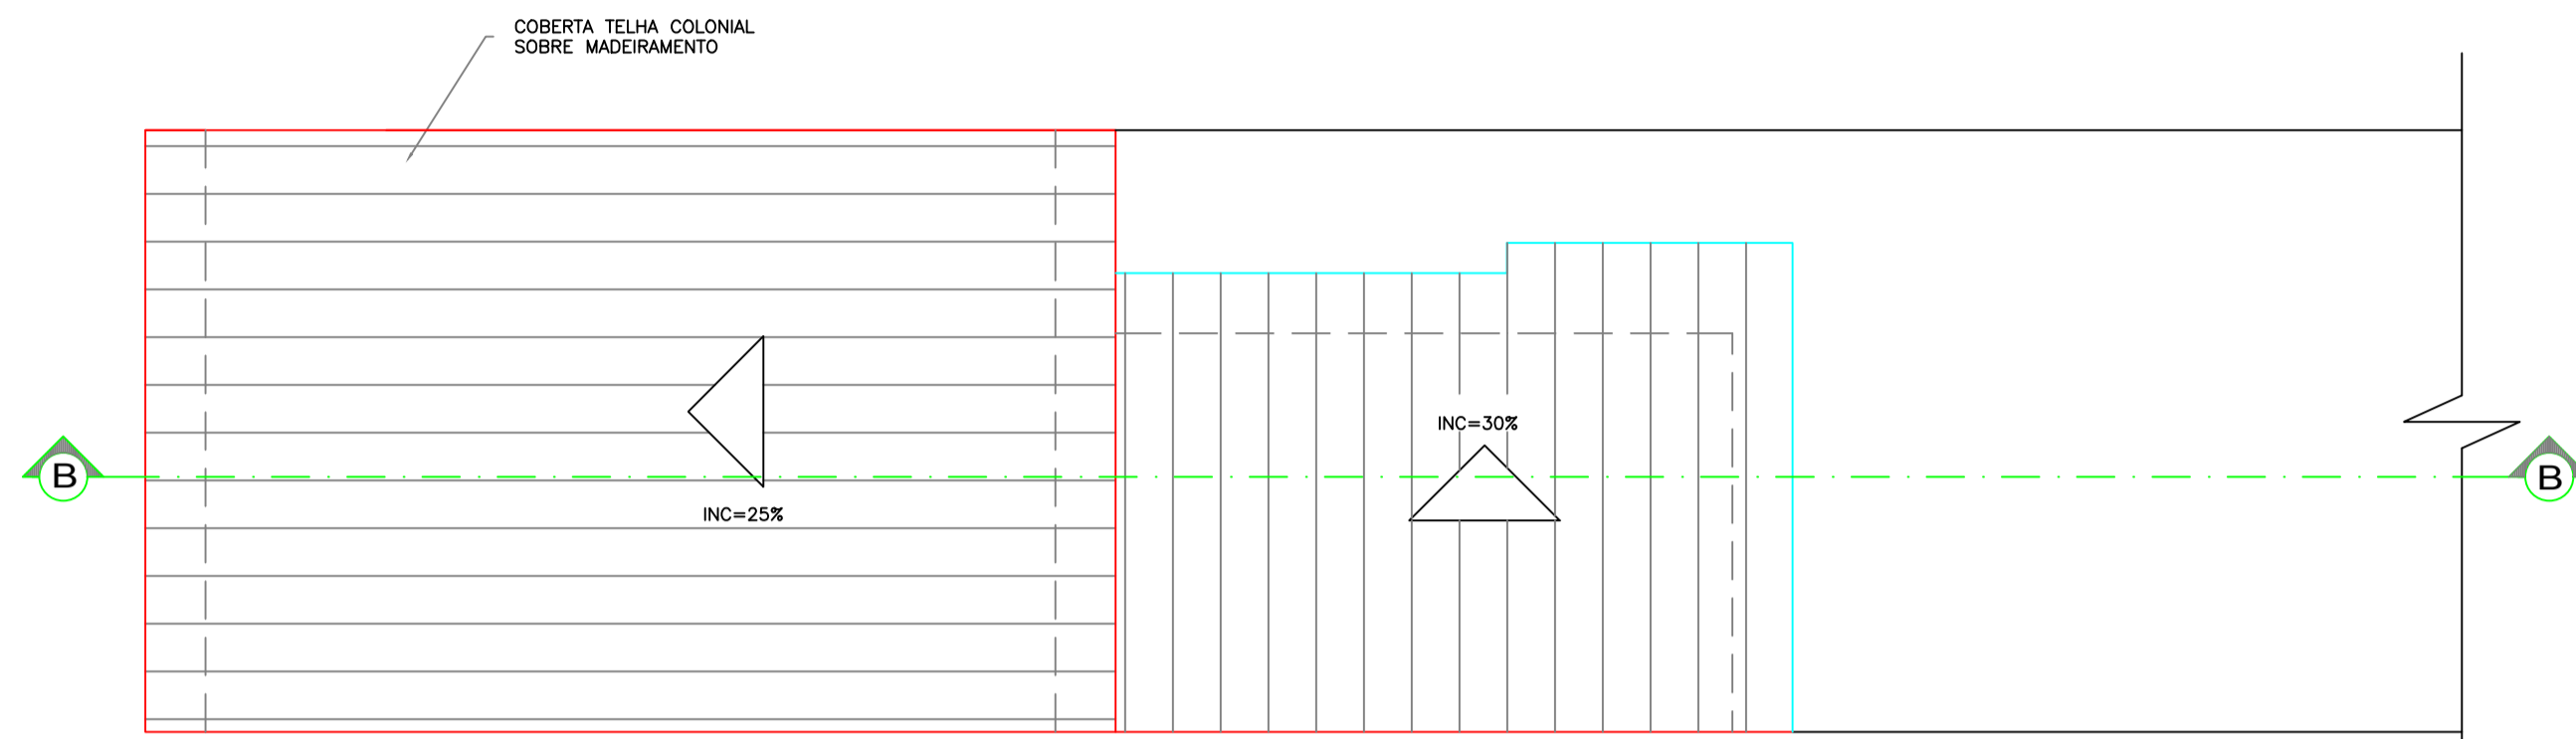 COBERTA TELHA COLONIAL
SOBRE MADEIRAMENTO
INC=30%
B
B
INC=25%